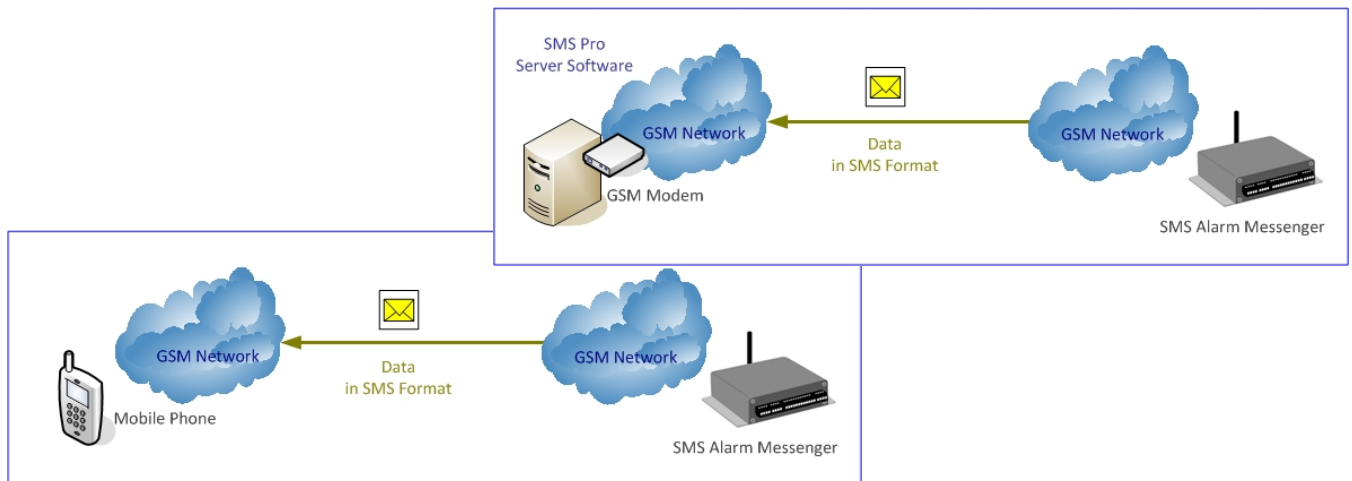 SMS Pro
Server Software
GSM Network
GSM Modem
Data
in SMS Format
GSM Network
SMS Alarm Messenger
GSM Network
Mobile Phone
Data
in SMS Format
GSM Network
SMS Alarm Messenger